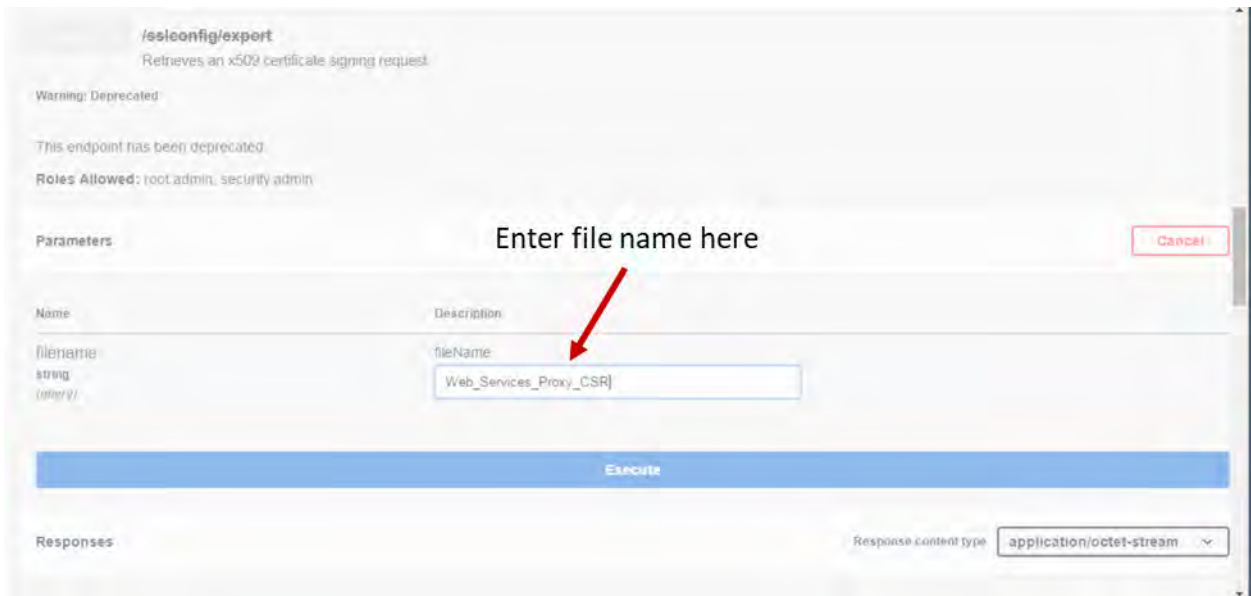 /sslconfig/export
Retrieves an x509 certificate signing request
Warning: Deprecated
This endpoint has been deprecated
Roles Allowed: root admin, security admin
Parameters
Enter file name here
Cancel
Name Description
filename fileName
string Web_Services_Proxy_CSR
(query)
Execute
Responses Response content type application/octet-stream